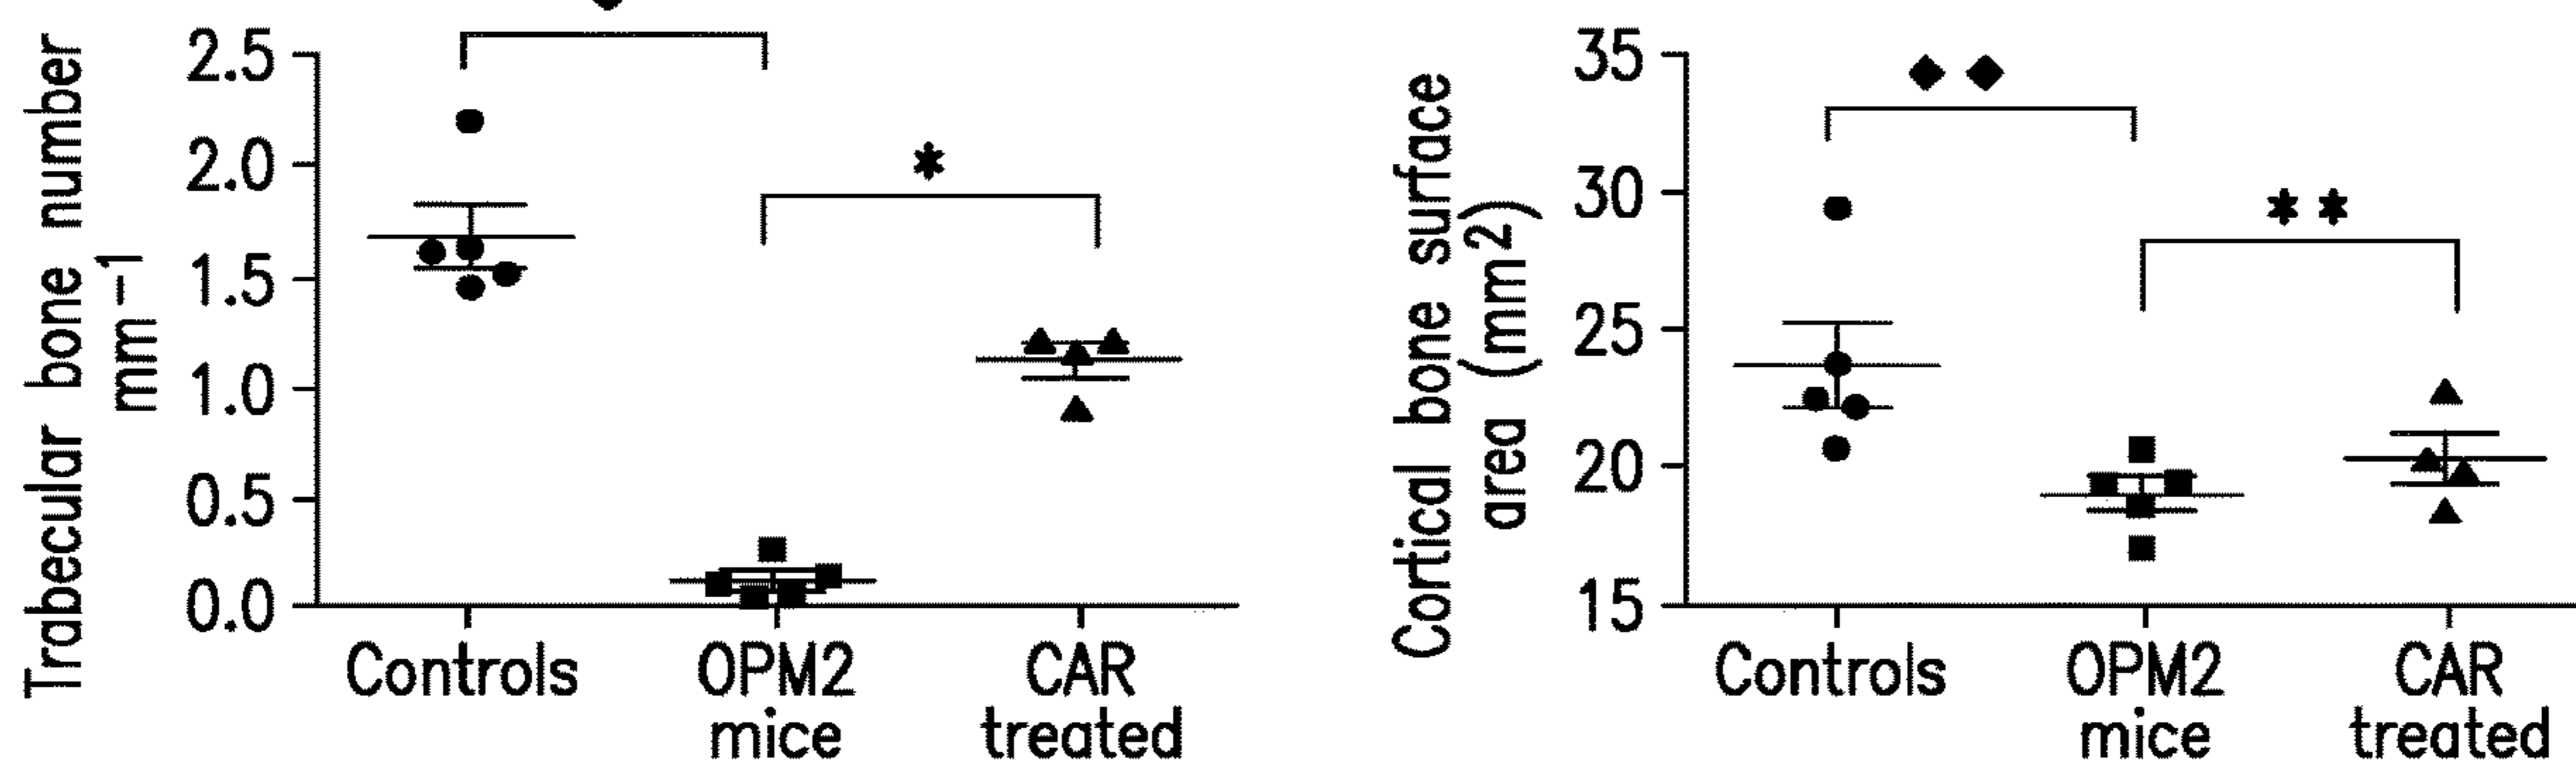 Trabecular bone number
mm-1
2.5
2.0
1.5
1.0
0.5
0.0
*
Controls
OPM2
mice
CAR
treated
Cortical bone surface
area (mm2)
35
30
25
20
15
◆ ◆
* *
Controls
OPM2
mice
CAR
treated